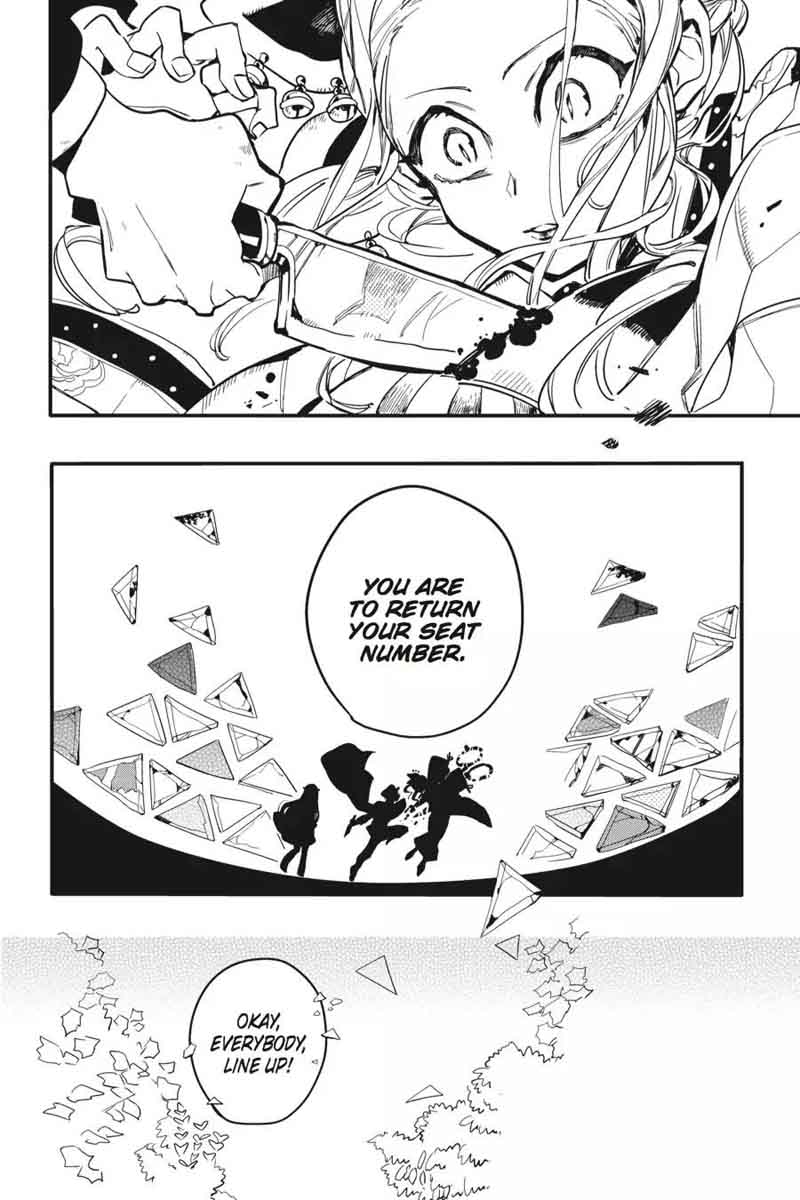 YOU ARE
TO RETURN
YOUR SEAT
NUMBER.
OKAY,
EVERYBODY,
LINE UP!